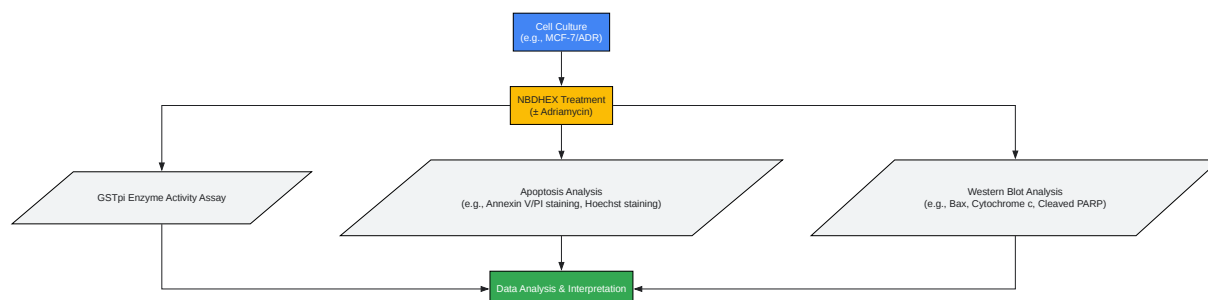 Cell Culture
(e.g., MCF-7/ADR)
NBDHEX Treatment
(± Adriamycin)
GSTpi Enzyme Activity Assay
Apoptosis Analysis
(e.g., Annexin V/PI staining, Hoechst staining)
Western Blot Analysis
(e.g., Bax, Cytochrome c, Cleaved PARP)
Data Analysis & Interpretation